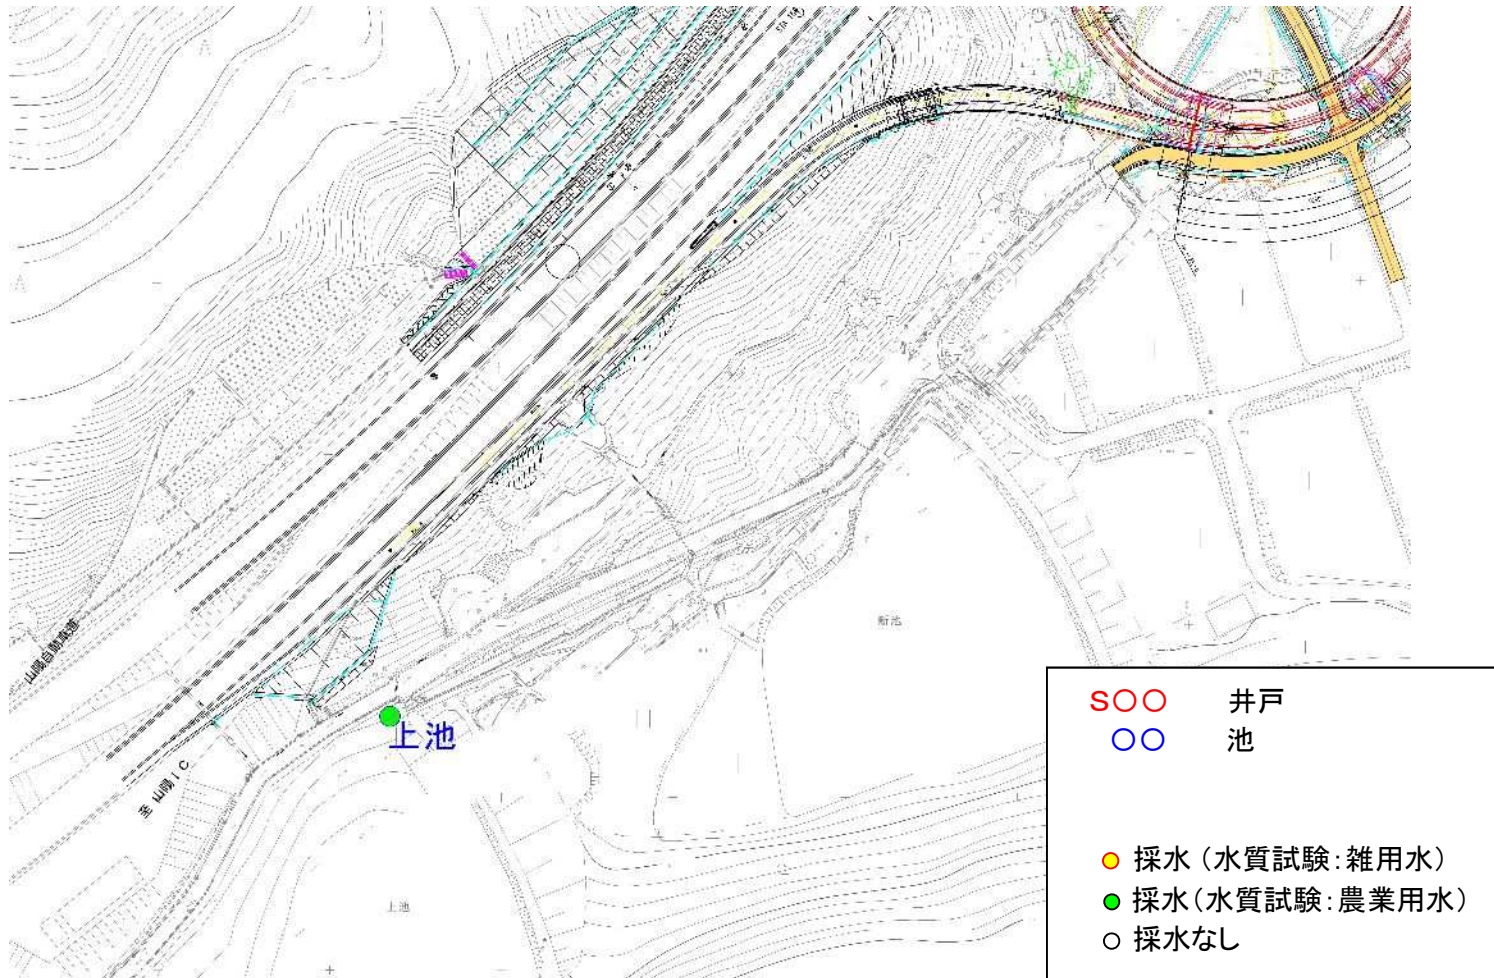 山陽自動車道
至 山陽IC
上池
新池
上池
S〇〇 井戸
〇〇 池
採水（水質試験：雑用水）
採水（水質試験：農業用水）
採水なし